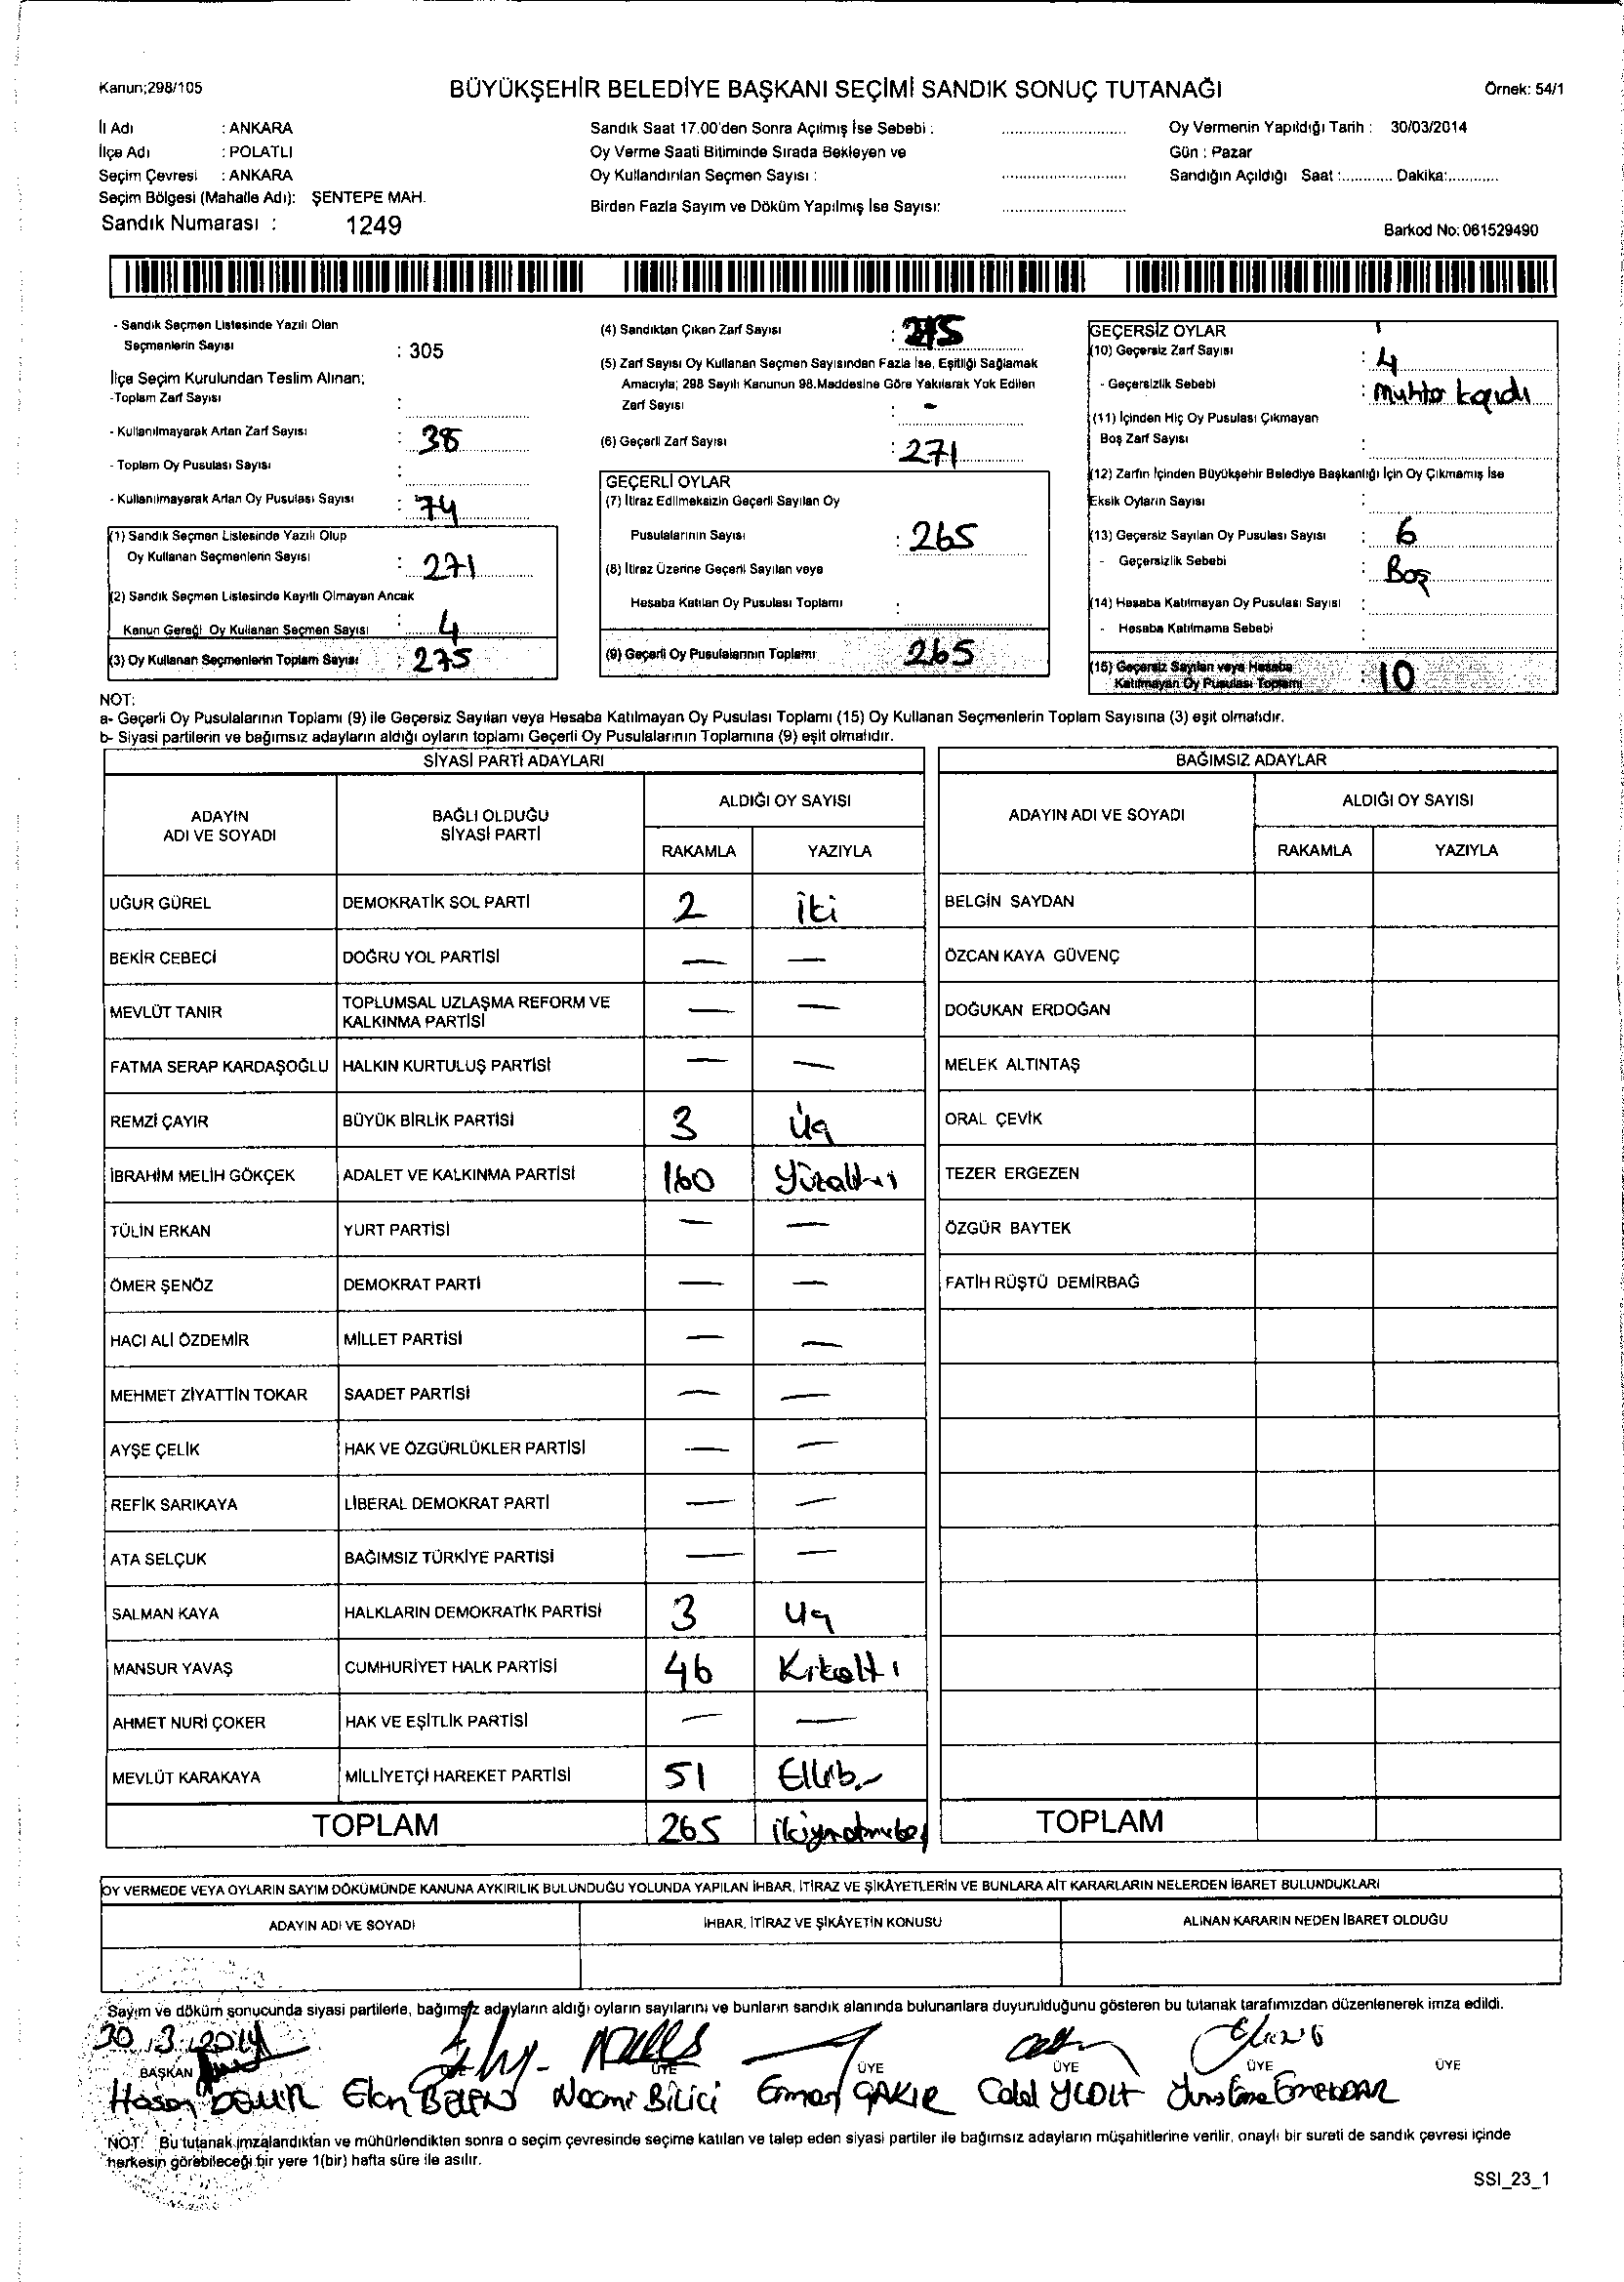 Kanun;298/105
BÜYÜKŞEHİR BELEDİYE BAŞKANI SEÇİMİ SANDIK SONUÇ TUTANAĞI
Örnek: 54/1
İl Adı : ANKARA
İlçe Adı : POLATLI
Seçim Çevresi : ANKARA
Seçim Bölgesi (Mahalle Adı): ŞENTEPE MAH.
Sandık Numarası : 1249
Sandık Saat 17.00'den Sonra Açılmış İse Sebebi :
Oy Verme Saati Bitiminde Sırada Bekleyen ve
Oy Kullandırılan Seçmen Sayısı :
Birden Fazla Sayım ve Döküm Yapılmış İse Sayısı:
Oy Vermenin Yapıldığı Tarih : 30/03/2014
Gün : Pazar
Sandığın Açıldığı Saat :............ Dakika:............
Barkod No: 061529490
- Sandık Seçmen Listesinde Yazılı Olan
Seçmenlerin Sayısı : 305
İlçe Seçim Kurulundan Teslim Alınan;
-Toplam Zarf Sayısı :
- Kullanılmayarak Artan Zarf Sayısı : 38
- Toplam Oy Pusulası Sayısı :
- Kullanılmayarak Artan Oy Pusulası Sayısı : 74
(1) Sandık Seçmen Listesinde Yazılı Olup
Oy Kullanan Seçmenlerin Sayısı : 271
(2) Sandık Seçmen Listesinde Kayıtlı Olmayan Ancak
Kanun Gereği Oy Kullanan Seçmen Sayısı : 4
(3) Oy Kullanan Seçmenlerin Toplam Sayısı : 275
(4) Sandıktan Çıkan Zarf Sayısı : 275
(5) Zarf Sayısı Oy Kullanan Seçmen Sayısından Fazla İse, Eşitliği Sağlamak
Amacıyla; 298 Sayılı Kanunun 98.Maddesine Göre Yakılarak Yok Edilen
Zarf Sayısı : -
(6) Geçerli Zarf Sayısı : 271
GEÇERLİ OYLAR
(7) İtiraz Edilmeksizin Geçerli Sayılan Oy
Pusulalarının Sayısı : 265
(8) İtiraz Üzerine Geçerli Sayılan veya
Hesaba Katılan Oy Pusulası Toplamı :
(9) Geçerli Oy Pusulalarının Toplamı : 265
GEÇERSİZ OYLAR
(10) Geçersiz Zarf Sayısı : 4
- Geçersizlik Sebebi :
(11) İçinden Hiç Oy Pusulası Çıkmayan
Boş Zarf Sayısı :
(12) Zarfın İçinden Büyükşehir Belediye Başkanlığı İçin Oy Çıkmamış İse
Eksik Oyların Sayısı :
(13) Geçersiz Sayılan Oy Pusulası Sayısı : 6
- Geçersizlik Sebebi : Boş
(14) Hesaba Katılmayan Oy Pusulası Sayısı :
- Hesaba Katılmama Sebebi :
(15) Geçersiz Sayılan veya Hesaba
Katılmayan Oy Pusulası Toplamı : 10
NOT:
a- Geçerli Oy Pusulalarının Toplamı (9) ile Geçersiz Sayılan veya Hesaba Katılmayan Oy Pusulası Toplamı (15) Oy Kullanan Seçmenlerin Toplam Sayısına (3) eşit olmalıdır.
b- Siyasi partilerin ve bağımsız adayların aldığı oyların toplamı Geçerli Oy Pusulalarının Toplamına (9) eşit olmalıdır.
SİYASİ PARTİ ADAYLARI
ADAYIN ADI VE SOYADI BAĞLI OLDUĞU SİYASİ PARTİ ALDIĞI OY SAYISI
RAKAMLA YAZIYLA
UĞUR GÜREL DEMOKRATİK SOL PARTİ 2 İki
BEKİR CEBECİ DOĞRU YOL PARTİSİ — —
MEVLÜT TANIR TOPLUMSAL UZLAŞMA REFORM VE KALKINMA PARTİSİ — —
FATMA SERAP KARDAŞOĞLU HALKIN KURTULUŞ PARTİSİ — —
REMZİ ÇAYIR BÜYÜK BİRLİK PARTİSİ 3 Üç
İBRAHİM MELİH GÖKÇEK ADALET VE KALKINMA PARTİSİ 160
TÜLİN ERKAN YURT PARTİSİ — —
ÖMER ŞENÖZ DEMOKRAT PARTİ — —
HACI ALİ ÖZDEMİR MİLLET PARTİSİ — —
MEHMET ZİYATTİN TOKAR SAADET PARTİSİ — —
AYŞE ÇELİK HAK VE ÖZGÜRLÜKLER PARTİSİ — —
REFİK SARIKAYA LİBERAL DEMOKRAT PARTİ — —
ATA SELÇUK BAĞIMSIZ TÜRKİYE PARTİSİ — —
SALMAN KAYA HALKLARIN DEMOKRATİK PARTİSİ 3 Uç
MANSUR YAVAŞ CUMHURİYET HALK PARTİSİ 46
AHMET NURİ ÇOKER HAK VE EŞİTLİK PARTİSİ — —
MEVLÜT KARAKAYA MİLLİYETÇİ HAREKET PARTİSİ 51
TOPLAM 265
BAĞIMSIZ ADAYLAR
ADAYIN ADI VE SOYADI ALDIĞI OY SAYISI
RAKAMLA YAZIYLA
BELGİN SAYDAN
ÖZCAN KAYA GÜVENÇ
DOĞUKAN ERDOĞAN
MELEK ALTINTAŞ
ORAL ÇEVİK
TEZER ERGEZEN
ÖZGÜR BAYTEK
FATİH RÜŞTÜ DEMİRBAĞ
TOPLAM
OY VERMEDE VEYA OYLARIN SAYIM DÖKÜMÜNDE KANUNA AYKIRILIK BULUNDUĞU YOLUNDA YAPILAN İHBAR, İTİRAZ VE ŞİKÂYETLERİN VE BUNLARA AİT KARARLARIN NELERDEN İBARET BULUNDUKLARI
ADAYIN ADI VE SOYADI İHBAR, İTİRAZ VE ŞİKÂYETİN KONUSU ALINAN KARARIN NEDEN İBARET OLDUĞU
Sayım ve döküm sonucunda siyasi partilerle, bağımsız adayların aldığı oyların sayılarını ve bunların sandık alanında bulunanlara duyurulduğunu gösteren bu tutanak tarafımızdan düzenlenerek imza edildi.
30.3.2014
BAŞKAN ÜYE ÜYE ÜYE ÜYE ÜYE
Hasan Necmi Bilici ÇAKIR
NOT: Bu tutanak imzalandıktan ve mühürlendikten sonra o seçim çevresinde seçime katılan ve talep eden siyasi partiler ile bağımsız adayların müşahitlerine verilir, onaylı bir sureti de sandık çevresi içinde
herkesin görebileceği bir yere 1(bir) hafta süre ile asılır.
SSI_23_1